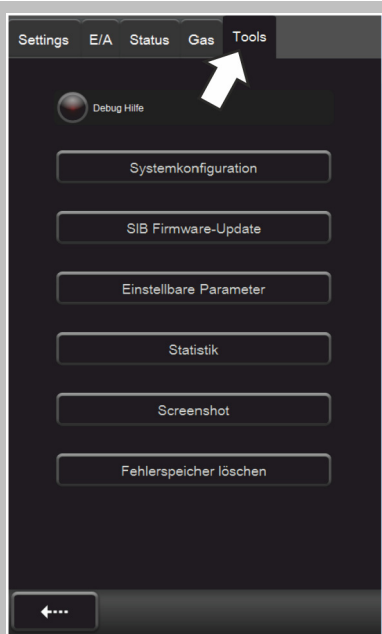 Settings E/A Status Gas Tools
Debug Hilfe
Systemkonfiguration
SIB Firmware-Update
Einstellbare Parameter
Statistik
Screenshot
Fehlerspeicher löschen